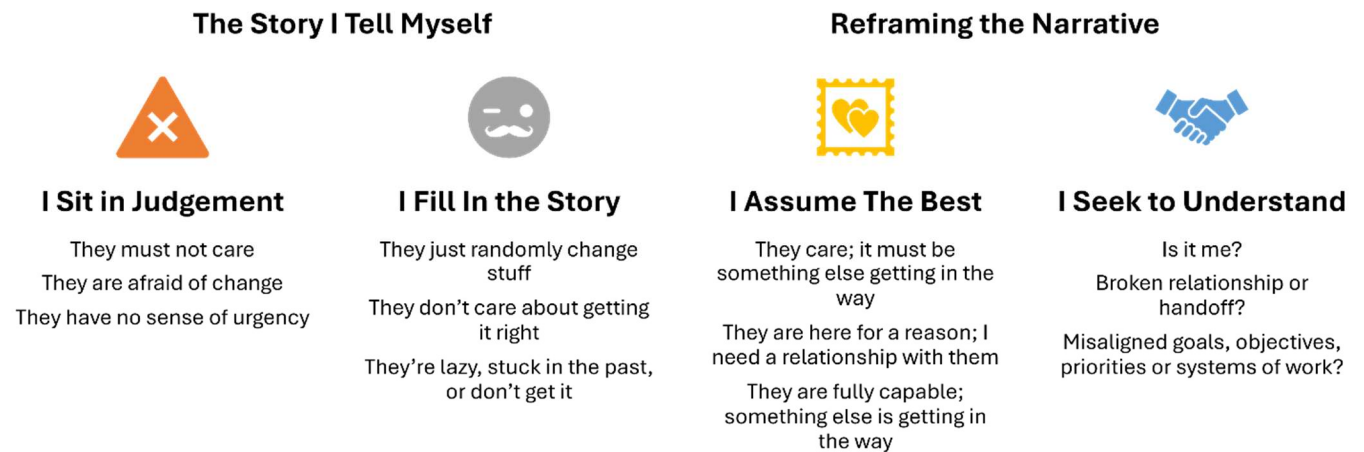 The Story I Tell Myself
Reframing the Narrative
I Sit in Judgement
They must not care
They are afraid of change
They have no sense of urgency
I Fill In the Story
They just randomly change
stuff
They don’t care about getting
it right
They’re lazy, stuck in the past,
or don’t get it
I Assume The Best
They care; it must be
something else getting in the
way
They are here for a reason; I
need a relationship with them
They are fully capable;
something else is getting in
the way
I Seek to Understand
Is it me?
Broken relationship or
handoff?
Misaligned goals, objectives,
priorities or systems of work?